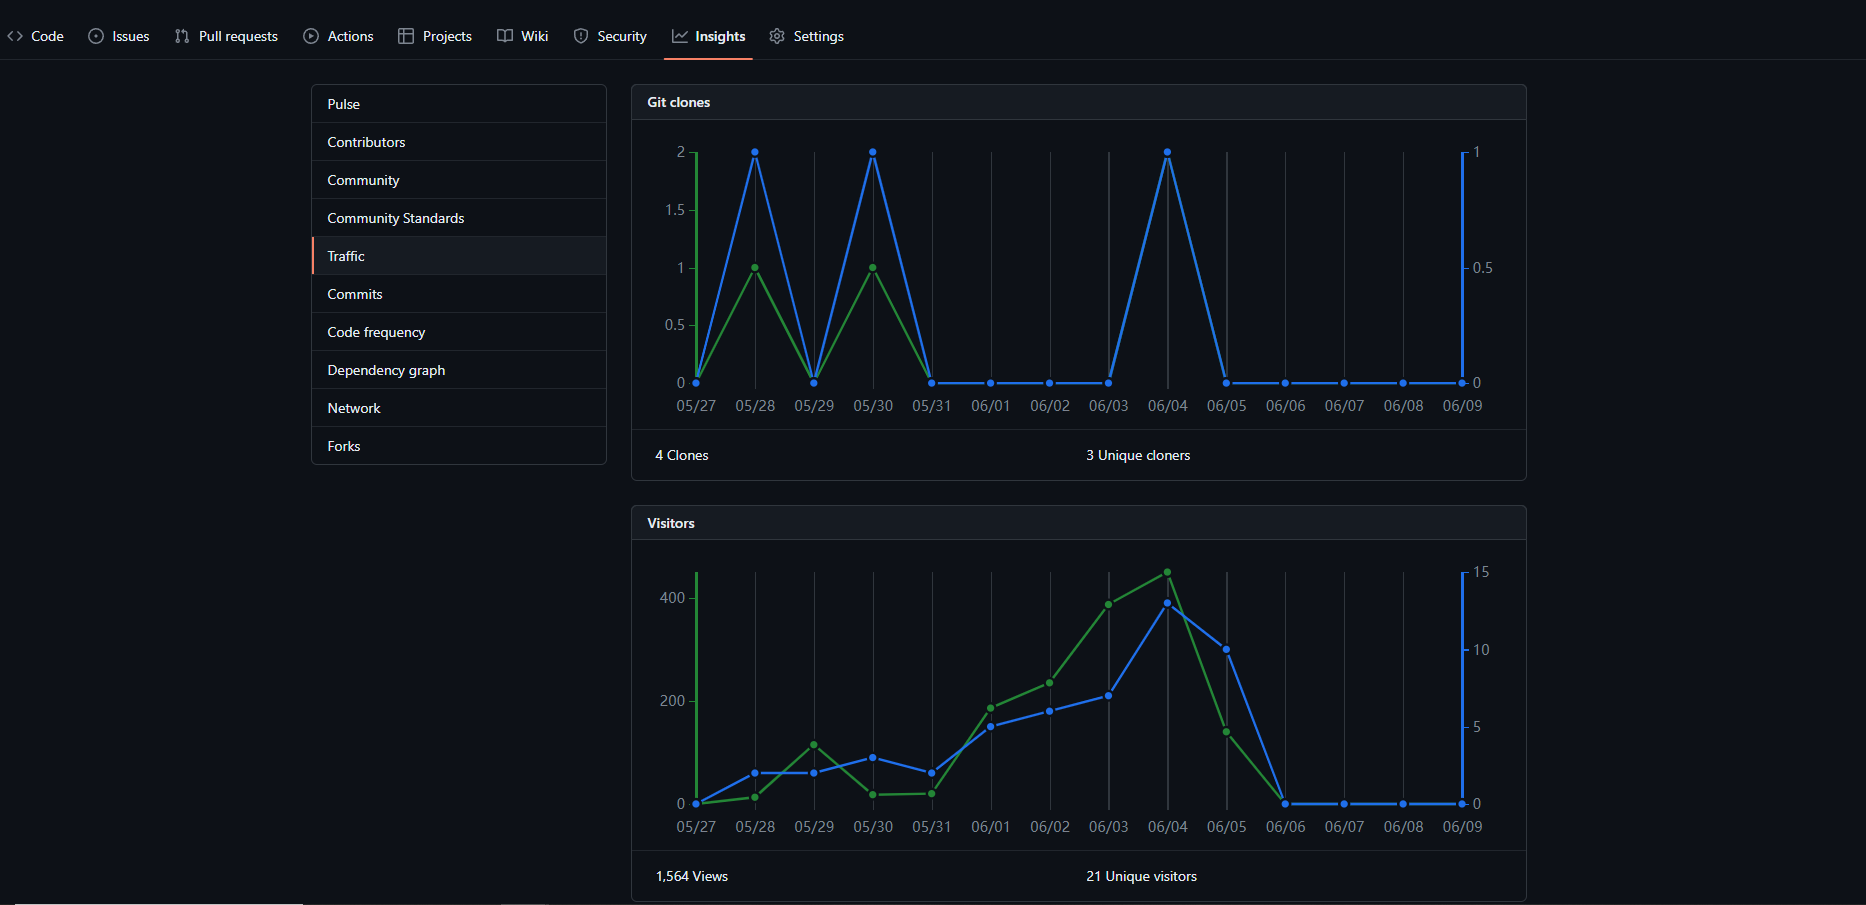 Code Issues Pull requests Actions Projects Wiki Security Insights Settings
Pulse
Contributors
Community
Community Standards
Traffic
Commits
Code frequency
Dependency graph
Network
Forks
Git clones
2
1.5
1
0.5
0
1
0.5
0
05/27 05/28 05/29 05/30 05/31 06/01 06/02 06/03 06/04 06/05 06/06 06/07 06/08 06/09
4 Clones 3 Unique cloners
Visitors
400
200
0
15
10
5
0
05/27 05/28 05/29 05/30 05/31 06/01 06/02 06/03 06/04 06/05 06/06 06/07 06/08 06/09
1,564 Views 21 Unique visitors